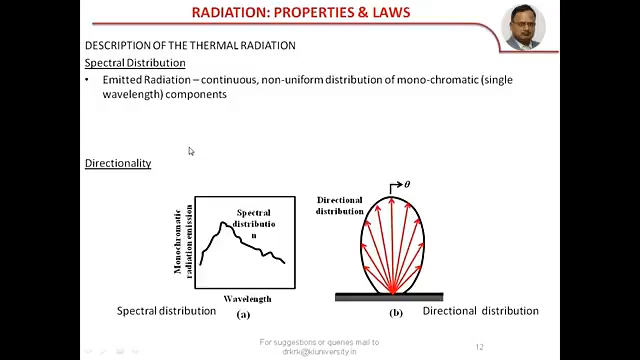 RADIATION: PROPERTIES & LAWS
DESCRIPTION OF THE THERMAL RADIATION
Spectral Distribution
• Emitted Radiation – continuous, non-uniform distribution of mono-chromatic (single
wavelength) components
Directionality
Monochromatic
radiation emission
Spectral
distributio
n
Wavelength
Spectral distribution
(a)
Directional
distribution
θ
(b)
Directional distribution
For suggestions or queries mail to
drkrk@kluniversity.in
12